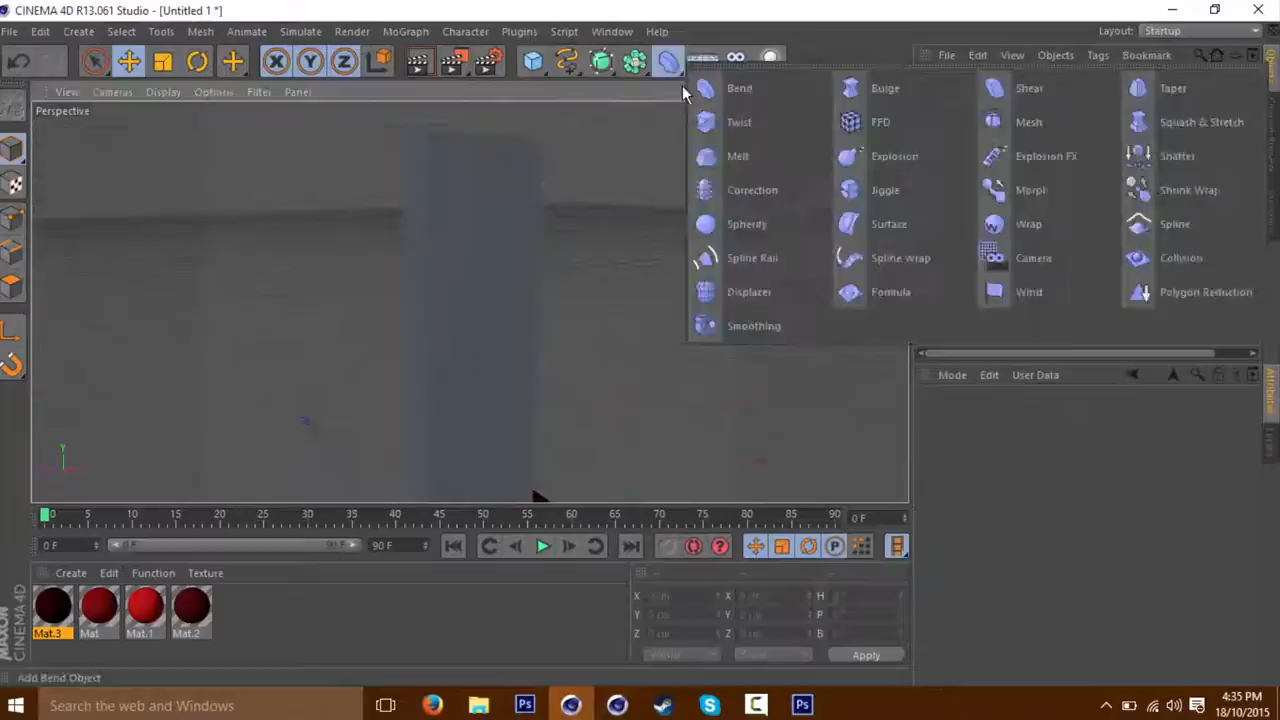 CINEMA 4D R13.061 Studio - [Untitled 1 *]
File Edit Create Select Tools Mesh Animate Simulate Render MoGraph Character Plugins Script Window Help Layout: Startup
X Y Z
File Edit View Objects Tags Bookmark
View Cameras Display Options Filter Panel
Perspective
Bend Bulge Shear Taper
Twist FFD Mesh Squash & Stretch
Melt Explosion Explosion FX Shatter
Correction Jiggle Morph Shrink Wrap
Spherify Surface Wrap Spline
Spline Rail Spline Wrap Camera Collision
Displacer Formula Wind Polygon Reduction
Smoothing
Mode Edit User Data
Attributes
Y
0 5 10 15 20 25 30 35 40 45 50 55 60 65 70 75 80 85 90 0 F
0 F 0 F 90 F 90 F
Create Edit Function Texture
Mat.3 Mat Mat.1 Mat.2
X X H
Y Y P
Z Z B
Apply
MAXON CINEMA4D
Add Bend Object
Search the web and Windows
4:35 PM
18/10/2015